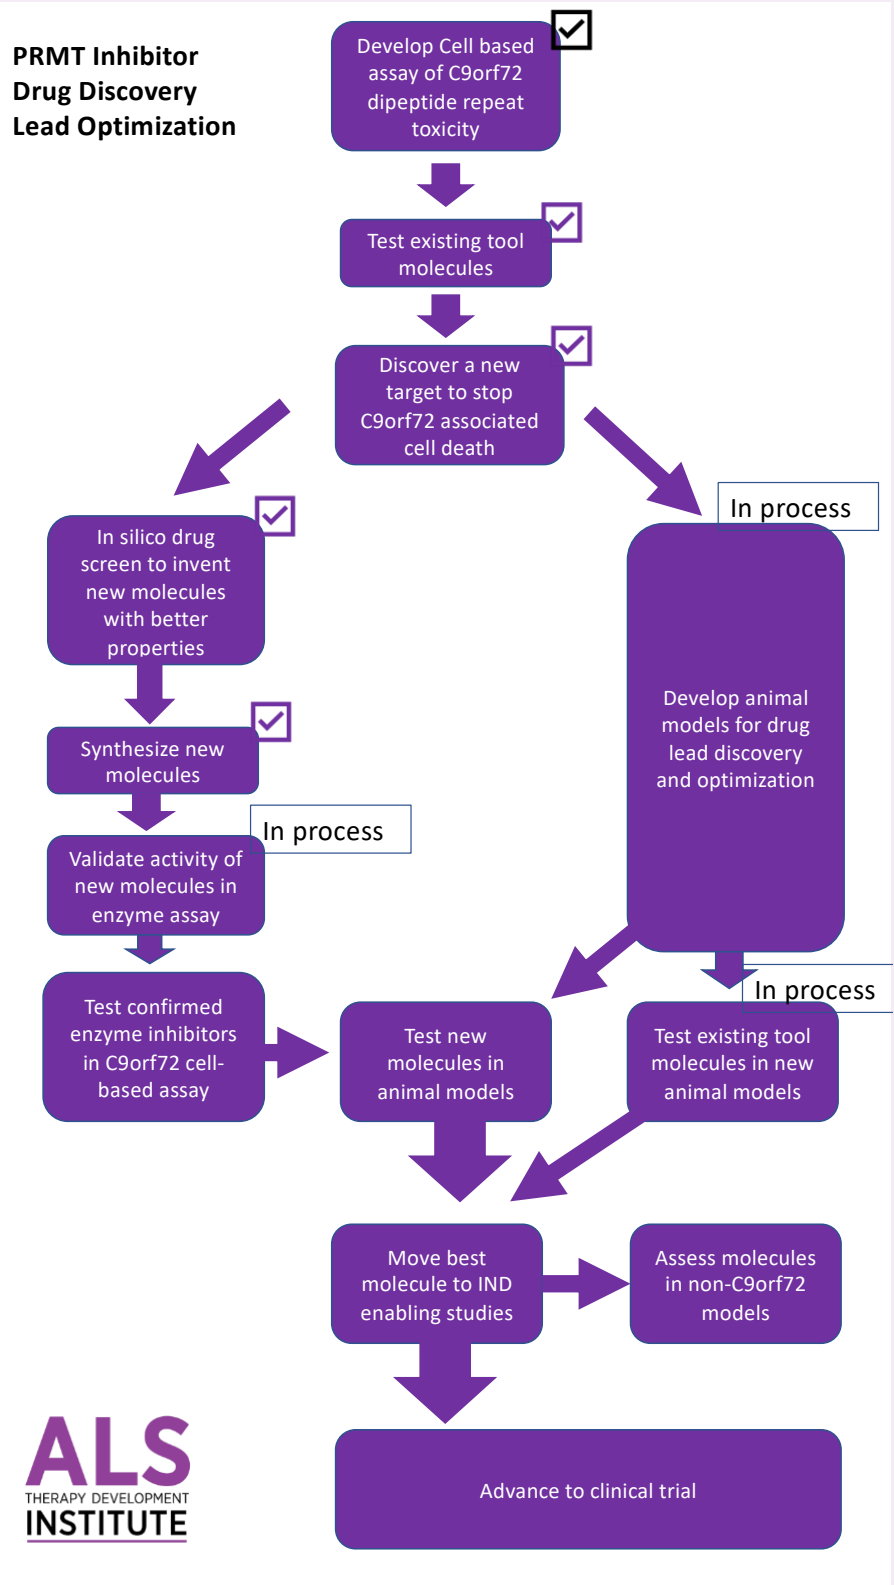 PRMT Inhibitor
Drug Discovery
Lead Optimization
Develop Cell based
assay of C9orf72
dipeptide repeat
toxicity
Test existing tool
molecules
Discover a new
target to stop
C9orf72 associated
cell death
In silico drug
screen to invent
new molecules
with better
properties
In process
Develop animal
models for drug
lead discovery
and optimization
Synthesize new
molecules
In process
Validate activity of
new molecules in
enzyme assay
Test confirmed
enzyme inhibitors
in C9orf72 cell-
based assay
Test new
molecules in
animal models
In process
Test existing tool
molecules in new
animal models
Move best
molecule to IND
enabling studies
Assess molecules
in non-C9orf72
models
Advance to clinical trial
ALS
THERAPY DEVELOPMENT
INSTITUTE